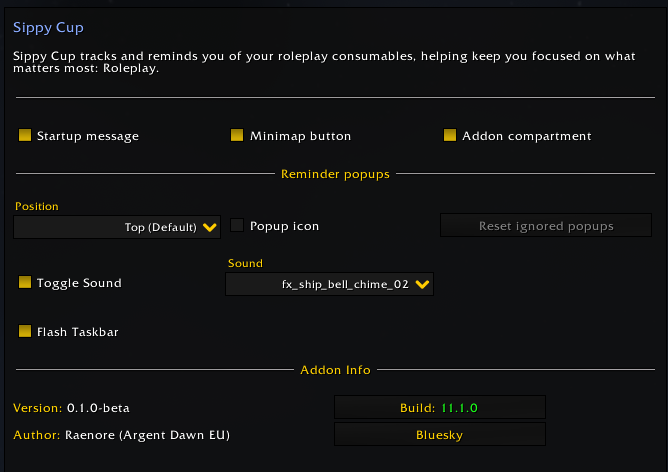 Sippy Cup
Sippy Cup tracks and reminds you of your roleplay consumables, helping keep you focused on what
matters most: Roleplay.
Startup message
Minimap button
Addon compartment
Reminder popups
Position
Top (Default)
Popup icon
Reset ignored popups
Toggle Sound
Sound
fx_ship_bell_chime_02
Flash Taskbar
Addon Info
Version: 0.1.0-beta
Build: 11.1.0
Author: Raenore (Argent Dawn EU)
Bluesky